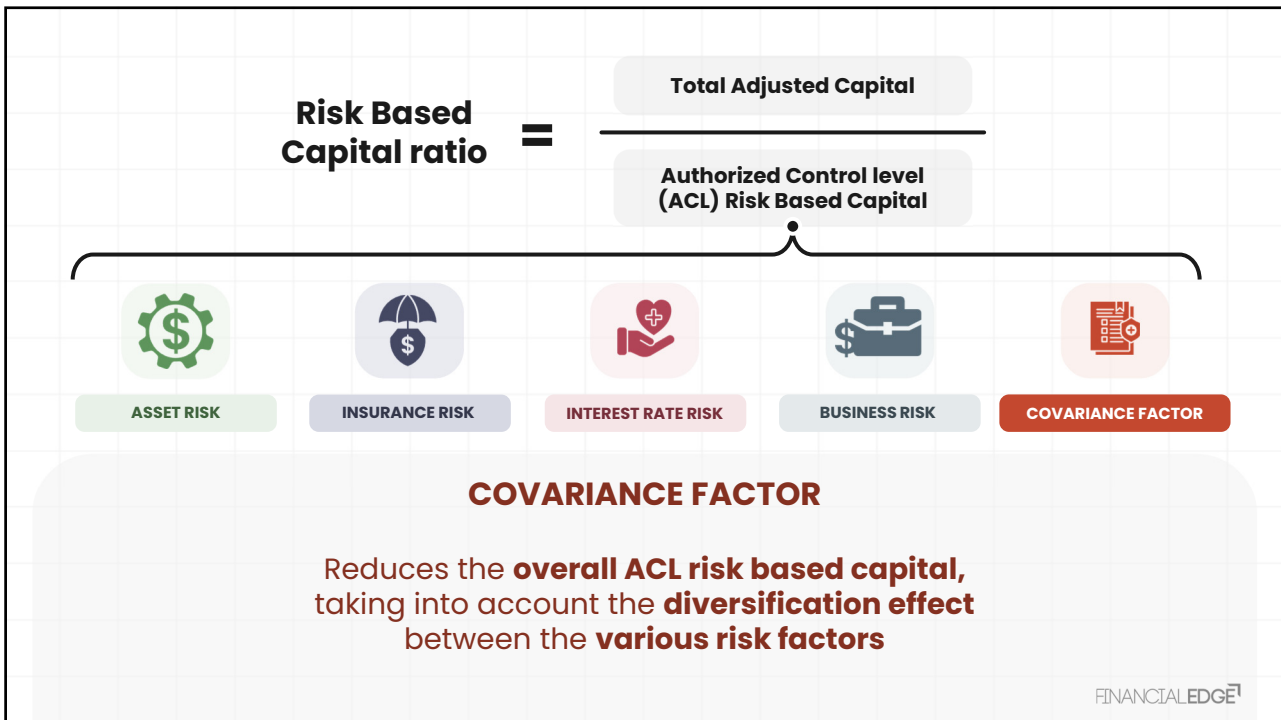 Risk Based
Capital ratio
=
Total Adjusted Capital
Authorized Control level
(ACL) Risk Based Capital
$
$
$
ASSET RISK
INSURANCE RISK
INTEREST RATE RISK
BUSINESS RISK
COVARIANCE FACTOR
COVARIANCE FACTOR
Reduces the overall ACL risk based capital,
taking into account the diversification effect
between the various risk factors
FINANCIALEDGE